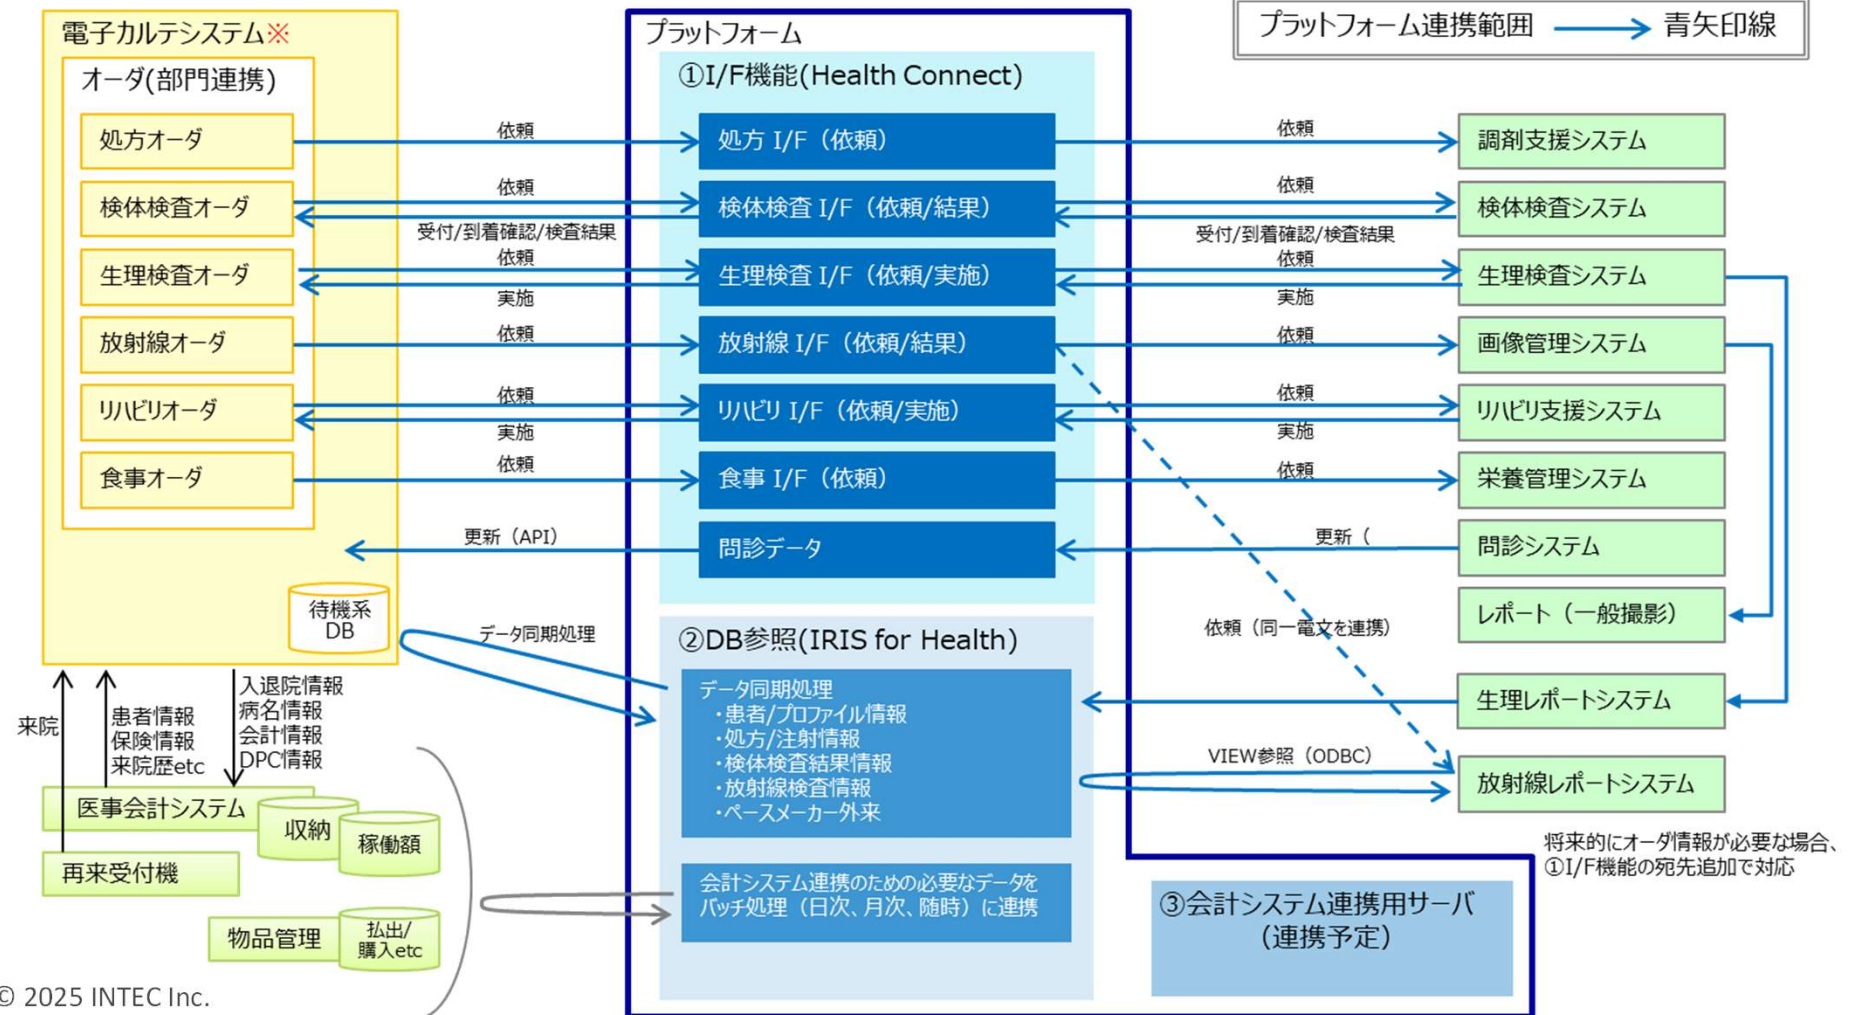 プラットフォーム連携範囲
青矢印線
電子カルテシステム※
オーダ(部門連携)
処方オーダ
検体検査オーダ
生理検査オーダ
放射線オーダ
リハビリオーダ
食事オーダ
待機系
DB
依頼
依頼
受付/到着確認/検査結果
依頼
実施
依頼
依頼
実施
依頼
更新（API）
データ同期処理
プラットフォーム
①I/F機能(Health Connect)
処方 I/F（依頼）
検体検査 I/F（依頼/結果）
生理検査 I/F（依頼/実施）
放射線 I/F（依頼/結果）
リハビリ I/F（依頼/実施）
食事 I/F（依頼）
問診データ
②DB参照(IRIS for Health)
データ同期処理
・患者/プロファイル情報
・処方/注射情報
・検体検査結果情報
・放射線検査情報
・ペースメーカー外来
会計システム連携のための必要なデータを
バッチ処理（日次、月次、随時）に連携
③会計システム連携用サーバ
（連携予定）
依頼
依頼
受付/到着確認/検査結果
依頼
実施
依頼
依頼
実施
依頼
更新（
依頼（同一電文を連携）
VIEW参照（ODBC）
調剤支援システム
検体検査システム
生理検査システム
画像管理システム
リハビリ支援システム
栄養管理システム
問診システム
レポート（一般撮影）
生理レポートシステム
放射線レポートシステム
将来的にオーダ情報が必要な場合、
①I/F機能の宛先追加で対応
来院
患者情報
保険情報
来院歴etc
入退院情報
病名情報
会計情報
DPC情報
医事会計システム
収納
稼働額
再来受付機
物品管理
払出/
購入etc
© 2025 INTEC Inc.